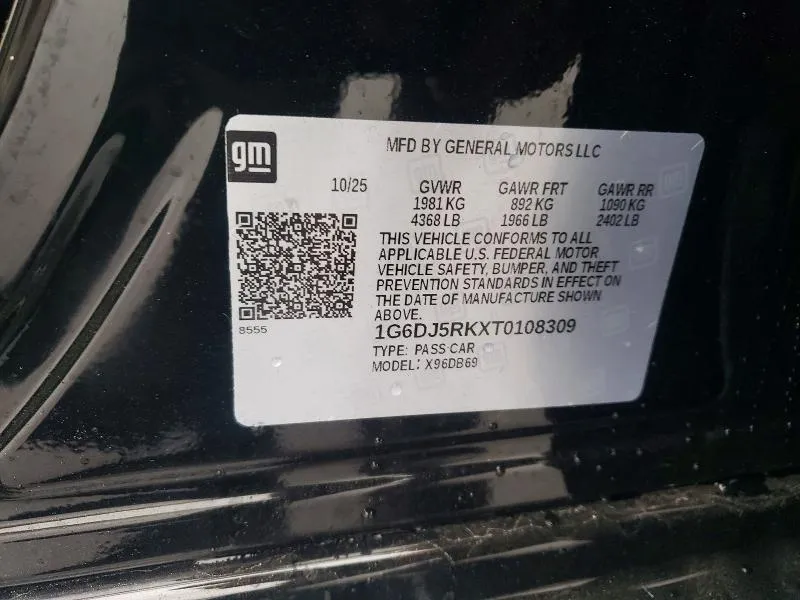 gm
MFD BY GENERAL MOTORS LLC
10/25 GVWR GAWR FRT GAWR RR
1981 KG 892 KG 1090 KG
4368 LB 1966 LB 2402 LB
THIS VEHICLE CONFORMS TO ALL
APPLICABLE U.S. FEDERAL MOTOR
VEHICLE SAFETY, BUMPER, AND THEFT
PREVENTION STANDARDS IN EFFECT ON
THE DATE OF MANUFACTURE SHOWN
ABOVE.
8555
1G6DJ5RKXT0108309
TYPE: PASS CAR
MODEL: X96DB69